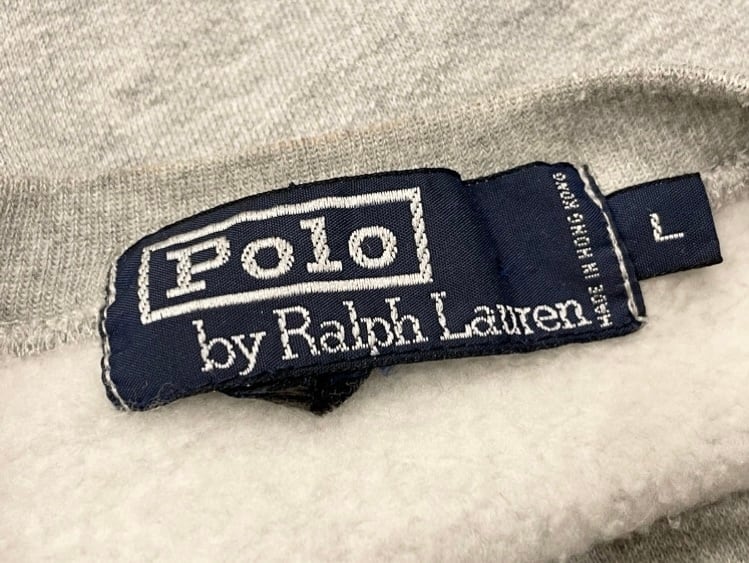 Polo
by Ralph Lauren
MADE IN HONG KONG
L